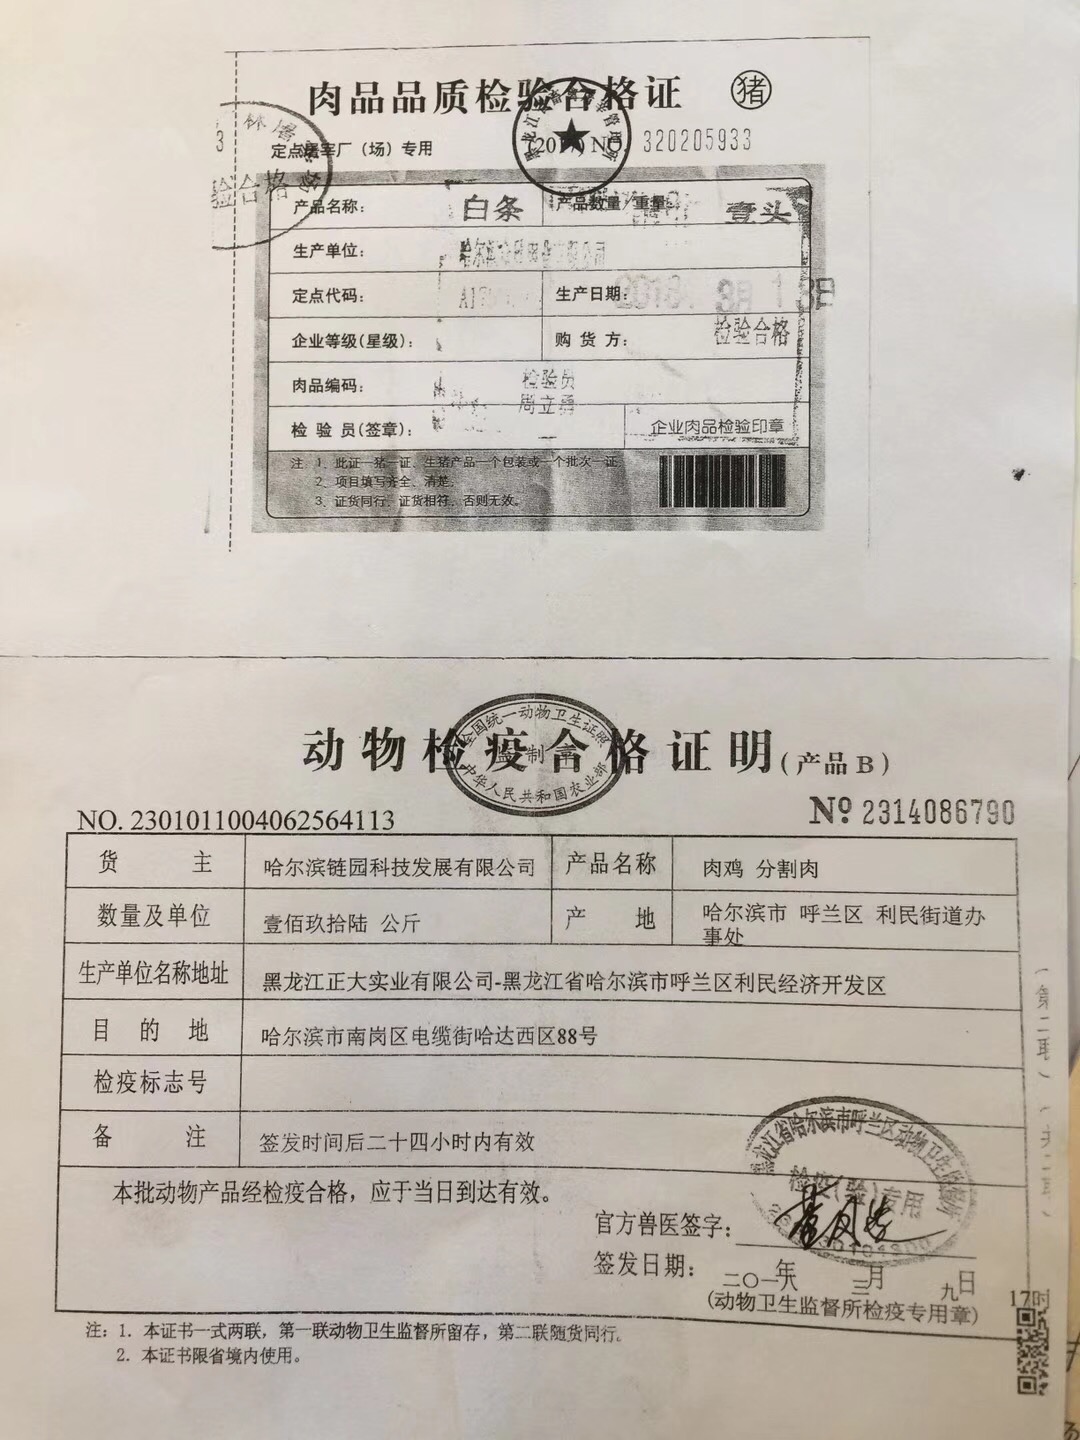 肉品品质检验合格证 猪
定点屠宰厂（场）专用 (2017) NO. 320205933
验合格
产品名称： 白条 产品数量/重量： 壹头
生产单位：
定点代码： 生产日期： 2018 3月13日
企业等级(星级)： 购货方： 检验合格
肉品编码： 检验员
周立勇
检验员(签章)： 企业肉品检验印章
注 1、此证一猪一证、生猪产品一个包装或一个批次一证
2、项目填写齐全、清楚。
3、证货同行、证货相符、否则无效。
全国统一动物卫生证照
监制章
中华人民共和国农业部
动物检疫合格证明(产品B)
NO. 2301011004062564113 № 2314086790
货主 哈尔滨链园科技发展有限公司 产品名称 肉鸡 分割肉
数量及单位 壹佰玖拾陆 公斤 产地 哈尔滨市 呼兰区 利民街道办
事处
生产单位名称地址 黑龙江正大实业有限公司-黑龙江省哈尔滨市呼兰区利民经济开发区
目的地 哈尔滨市南岗区电缆街哈达西区88号
检疫标志号
备注 签发时间后二十四小时内有效
本批动物产品经检疫合格，应于当日到达有效。
黑龙江省哈尔滨市呼兰区动物卫生监督所
检疫(验)专用
官方兽医签字：
签发日期： 二〇一八年 三月 九日 17时
(动物卫生监督所检疫专用章)
注：1. 本证书一式两联，第一联动物卫生监督所留存，第二联随货同行。
2. 本证书限省境内使用。